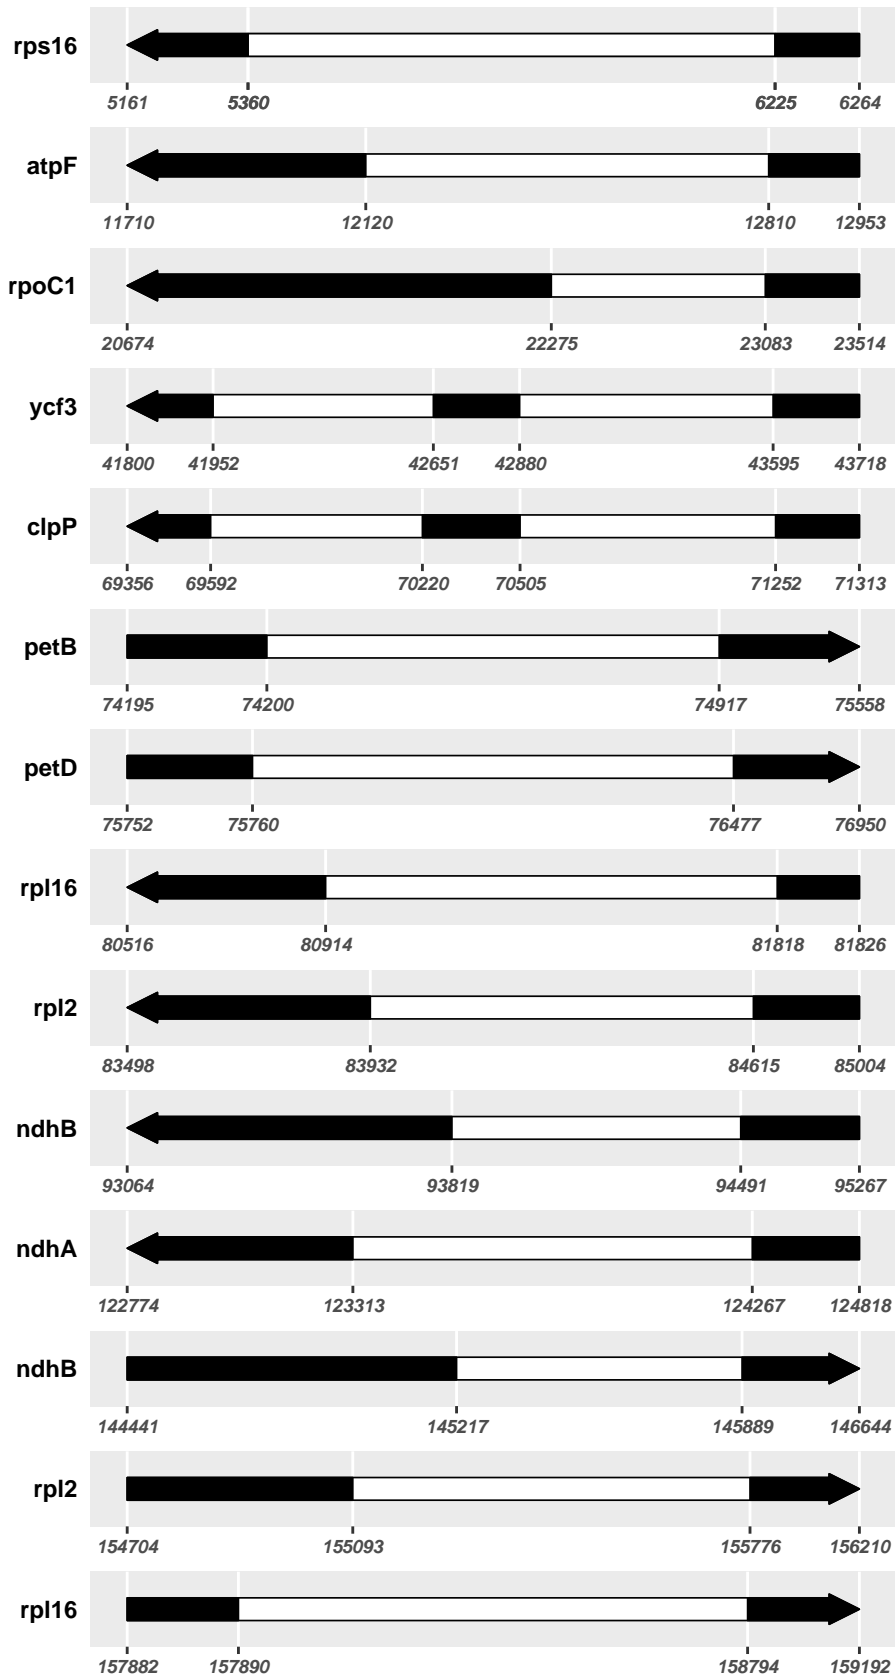 rps16
5161 5360 6225 6264
atpF
11710 12120 12810 12953
rpoC1
20674 22275 23083 23514
ycf3
41800 41952 42651 42880 43595 43718
clpP
69356 69592 70220 70505 71252 71313
petB
74195 74200 74917 75558
petD
75752 75760 76477 76950
rpl16
80516 80914 81818 81826
rpl2
83498 83932 84615 85004
ndhB
93064 93819 94491 95267
ndhA
122774 123313 124267 124818
ndhB
144441 145217 145889 146644
rpl2
154704 155093 155776 156210
rpl16
157882 157890 158794 159192